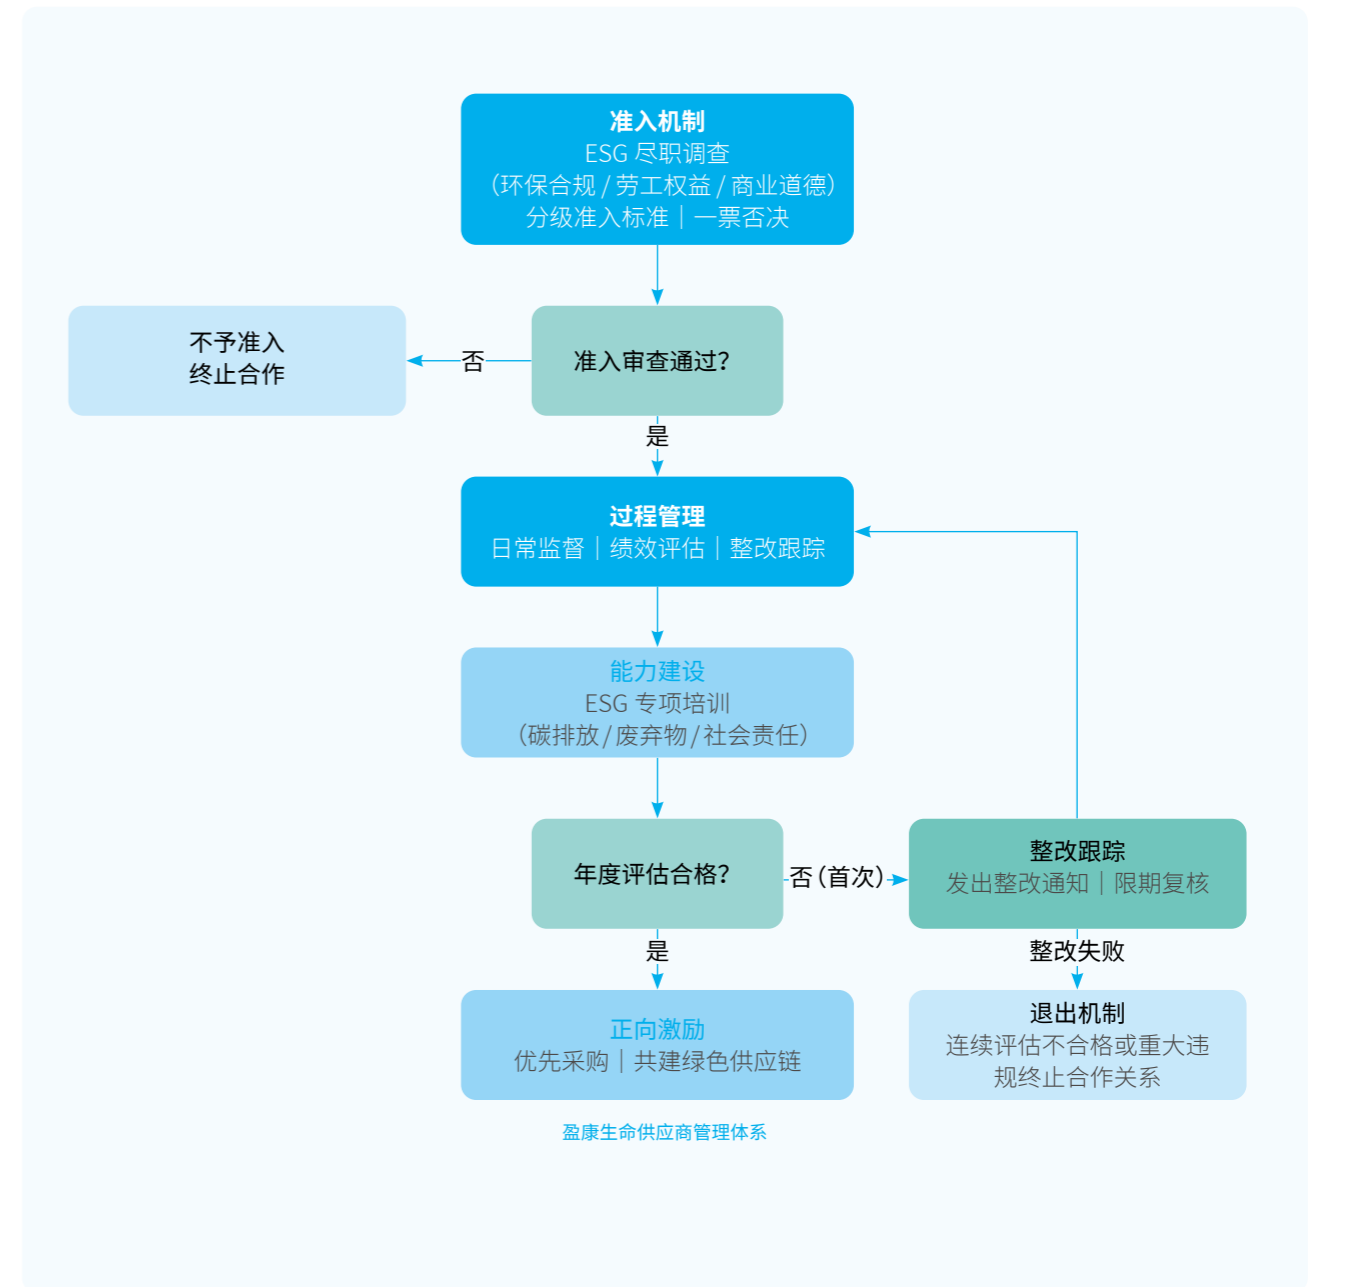 准入机制
ESG 尽职调查
（环保合规 / 劳工权益 / 商业道德）
分级准入标准｜一票否决
不予准入
终止合作
否
准入审查通过？
是
过程管理
日常监督｜绩效评估｜整改跟踪
能力建设
ESG 专项培训
（碳排放 / 废弃物 / 社会责任）
年度评估合格？
否（首次）
整改跟踪
发出整改通知｜限期复核
是
整改失败
正向激励
优先采购｜共建绿色供应链
退出机制
连续评估不合格或重大违
规终止合作关系
盈康生命供应商管理体系